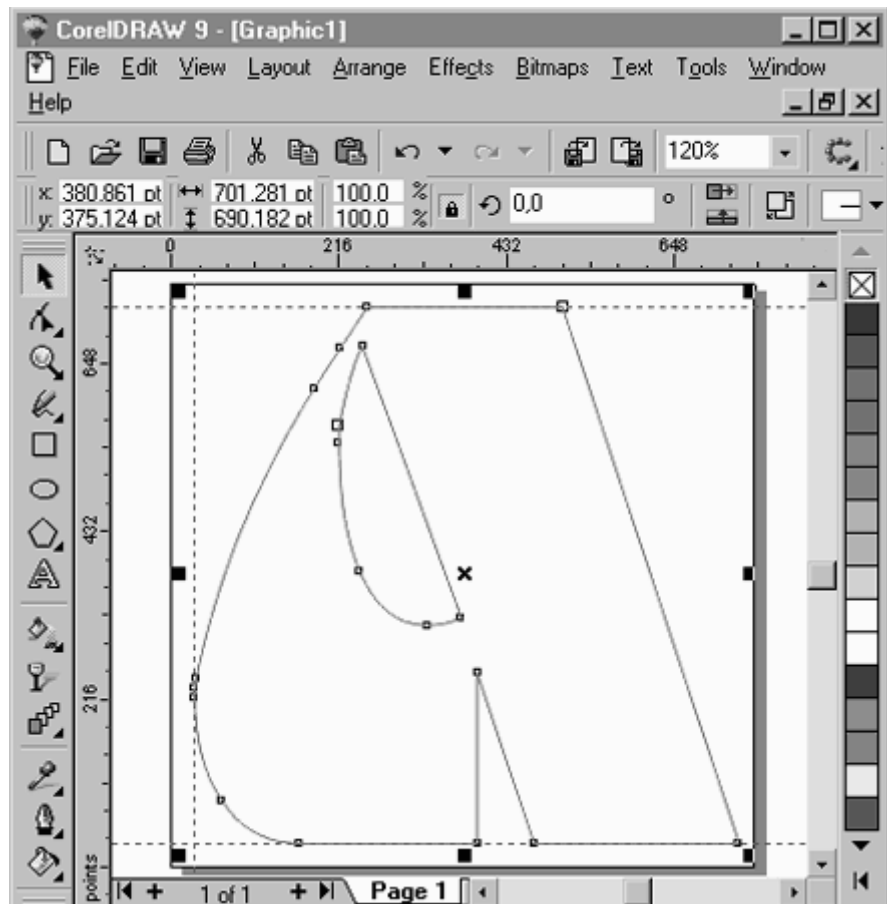 CorelDRAW 9 - [Graphic1]
File Edit View Layout Arrange Effects Bitmaps Text Tools Window
Help
120%
x: 380.861 pt 701.281 pt 100.0 %
y: 375.124 pt 690.182 pt 100.0 %
0,0 °
0 216 432 648
648
432
216
points
1 of 1 Page 1